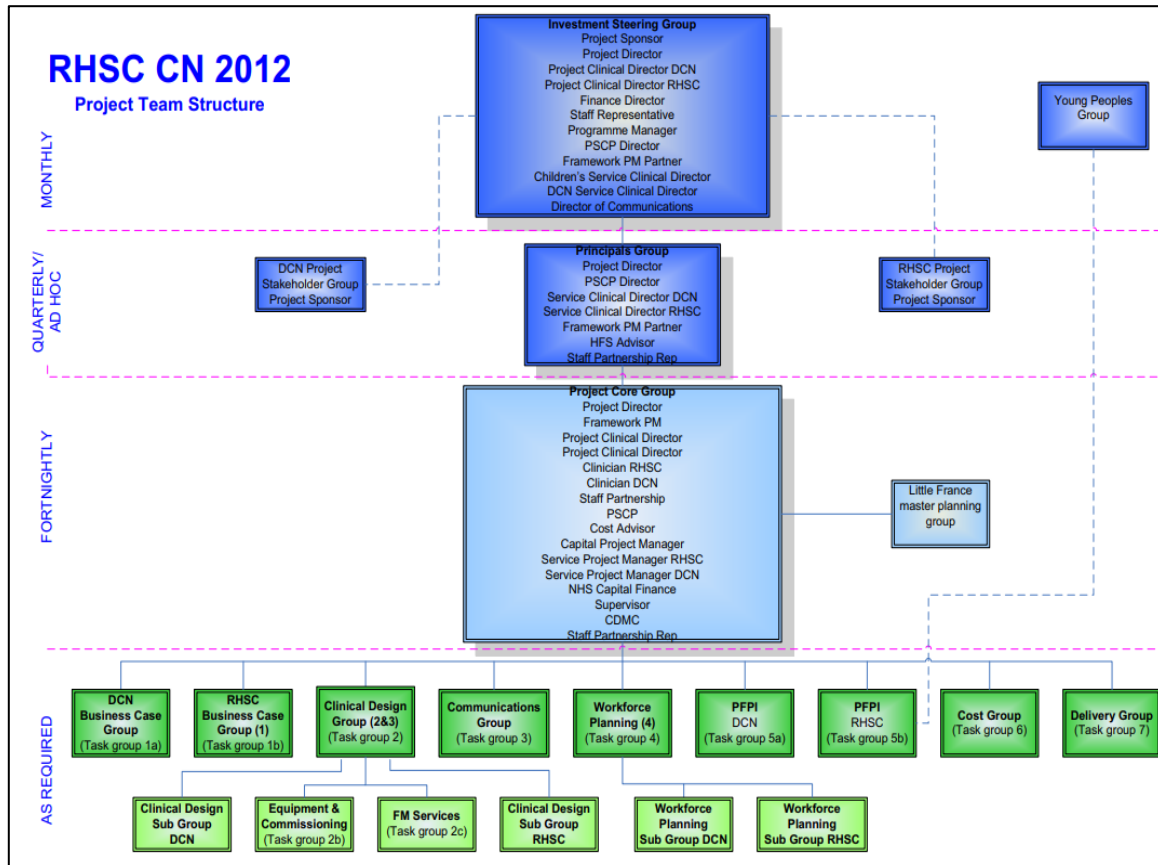 RHSC CN 2012
Project Team Structure
MONTHLY
Investment Steering Group
Project Sponsor
Project Director
Project Clinical Director DCN
Project Clinical Director RHSC
Finance Director
Staff Representative
Programme Manager
PSCP Director
Framework PM Partner
Children's Service Clinical Director
DCN Service Clinical Director
Director of Communications
Young Peoples
Group
QUARTERLY/
AD HOC
DCN Project
Stakeholder Group
Project Sponsor
Principals Group
Project Director
PSCP Director
Service Clinical Director DCN
Service Clinical Director RHSC
Framework PM Partner
HFS Advisor
Staff Partnership Rep
RHSC Project
Stakeholder Group
Project Sponsor
FORTNIGHTLY
Project Core Group
Project Director
Framework PM
Project Clinical Director
Project Clinical Director
Clinician RHSC
Clinician DCN
Staff Partnership
PSCP
Cost Advisor
Capital Project Manager
Service Project Manager RHSC
Service Project Manager DCN
NHS Capital Finance
Supervisor
CDMC
Staff Partnership Rep
Little France
master planning
group
AS REQUIRED
DCN
Business Case
Group
(Task group 1a)
RHSC
Business Case
Group (1)
(Task group 1b)
Clinical Design
Group (2&3)
(Task group 2)
Communications
Group
(Task group 3)
Workforce
Planning (4)
(Task group 4)
PFPI
DCN
(Task group 5a)
PFPI
RHSC
(Task group 5b)
Cost Group
(Task group 6)
Delivery Group
(Task group 7)
Clinical Design
Sub Group
DCN
Equipment &
Commissioning
(Task group 2b)
FM Services
(Task group 2c)
Clinical Design
Sub Group
RHSC
Workforce
Planning
Sub Group DCN
Workforce
Planning
Sub Group RHSC